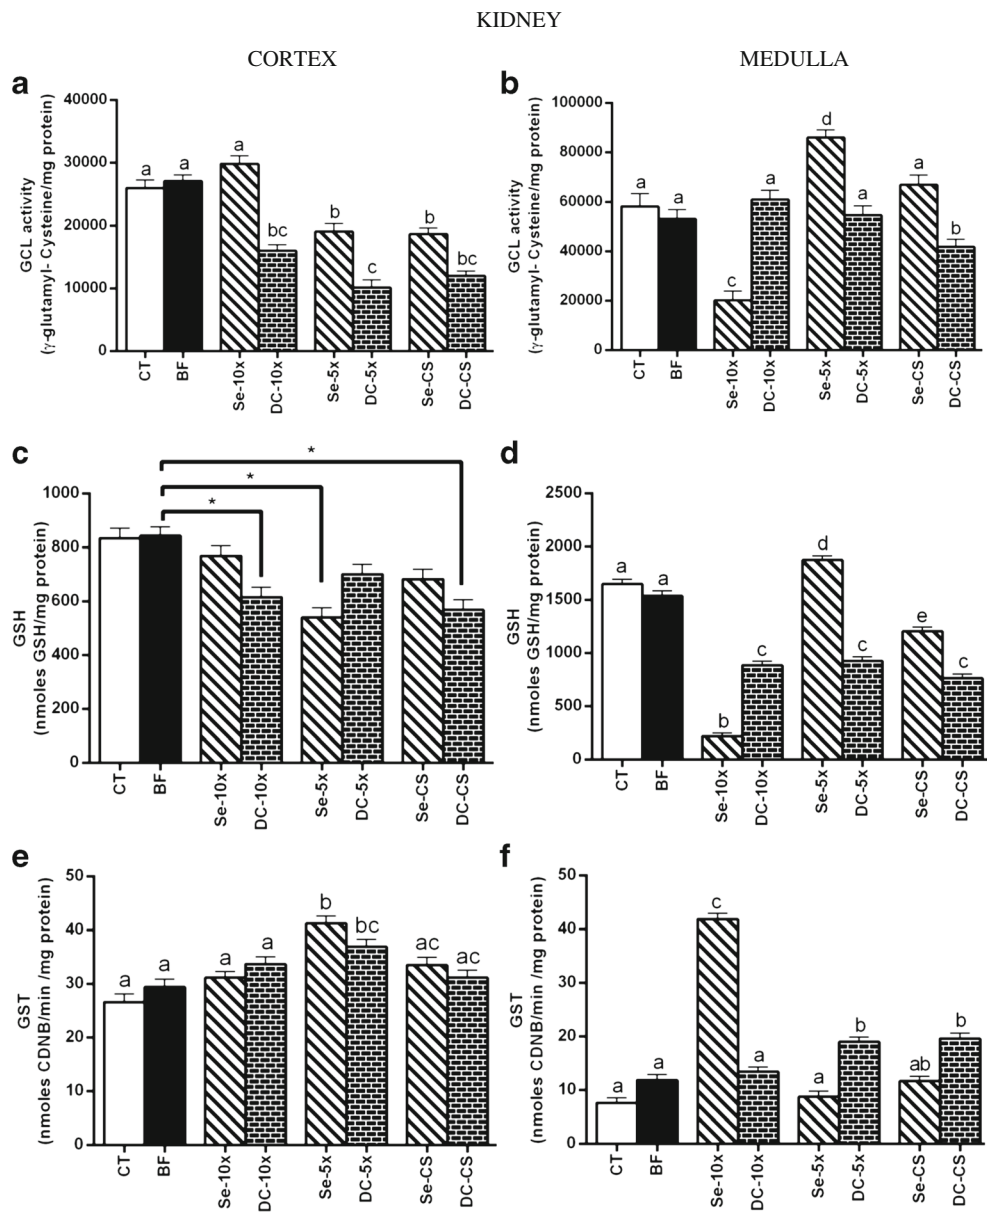 KIDNEY
CORTEX
MEDULLA
a
GCL activity
(γ-glutamyl- Cysteine/mg protein)
40000
30000
20000
10000
0
a
a
a
bc
b
c
b
bc
CT
BF
Se-10x
DC-10x
Se-5x
DC-5x
Se-CS
DC-CS
b
GCL activity
(γ-glutamyl- Cysteine/mg protein)
100000
80000
60000
40000
20000
0
a
a
c
a
d
a
a
b
CT
BF
Se-10x
DC-10x
Se-5x
DC-5x
Se-CS
DC-CS
c
GSH
(nmoles GSH/mg protein)
1000
800
600
400
200
0
*
*
*
CT
BF
Se-10x
DC-10x
Se-5x
DC-5x
Se-CS
DC-CS
d
GSH
(nmoles GSH/mg protein)
2500
2000
1500
1000
500
0
a
a
b
c
d
c
e
c
CT
BF
Se-10x
DC-10x
Se-5x
DC-5x
Se-CS
DC-CS
e
GST
(nmoles CDNB/min /mg protein)
50
40
30
20
10
0
a
a
a
a
b
bc
ac
ac
CT
BF
Se-10x
DC-10x
Se-5x
DC-5x
Se-CS
DC-CS
f
GST
(nmoles CDNB/min /mg protein)
50
40
30
20
10
0
a
a
c
a
a
b
ab
b
CT
BF
Se-10x
DC-10x
Se-5x
DC-5x
Se-CS
DC-CS